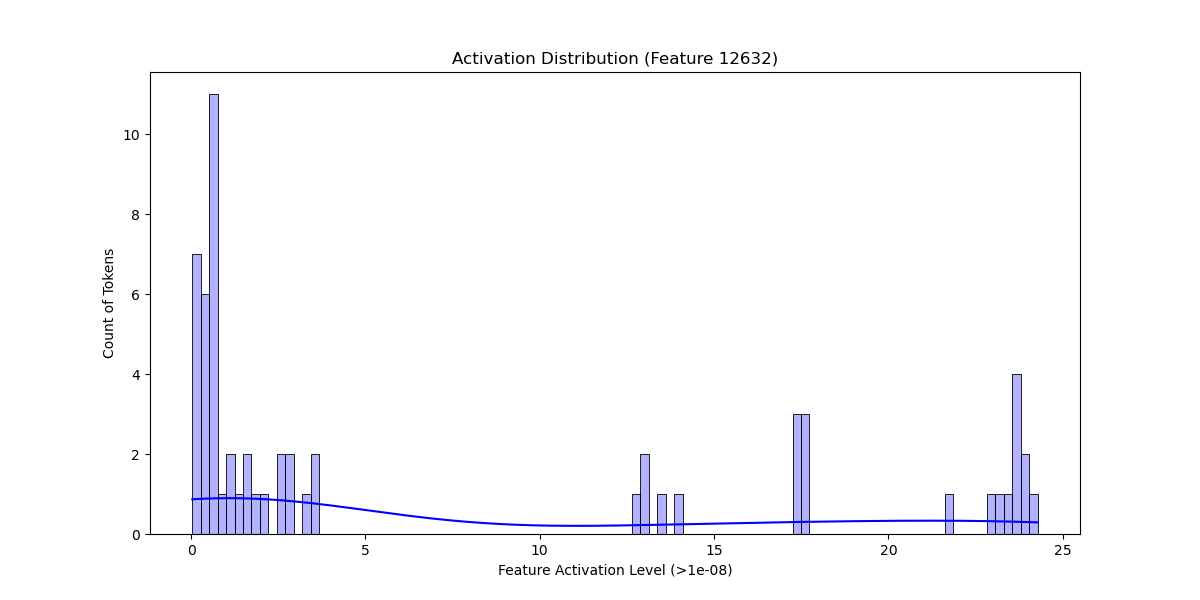 Activation Distribution (Feature 12632)
10
8
6
4
2
0
Count of Tokens
0 5 10 15 20 25
Feature Activation Level (>1e-08)